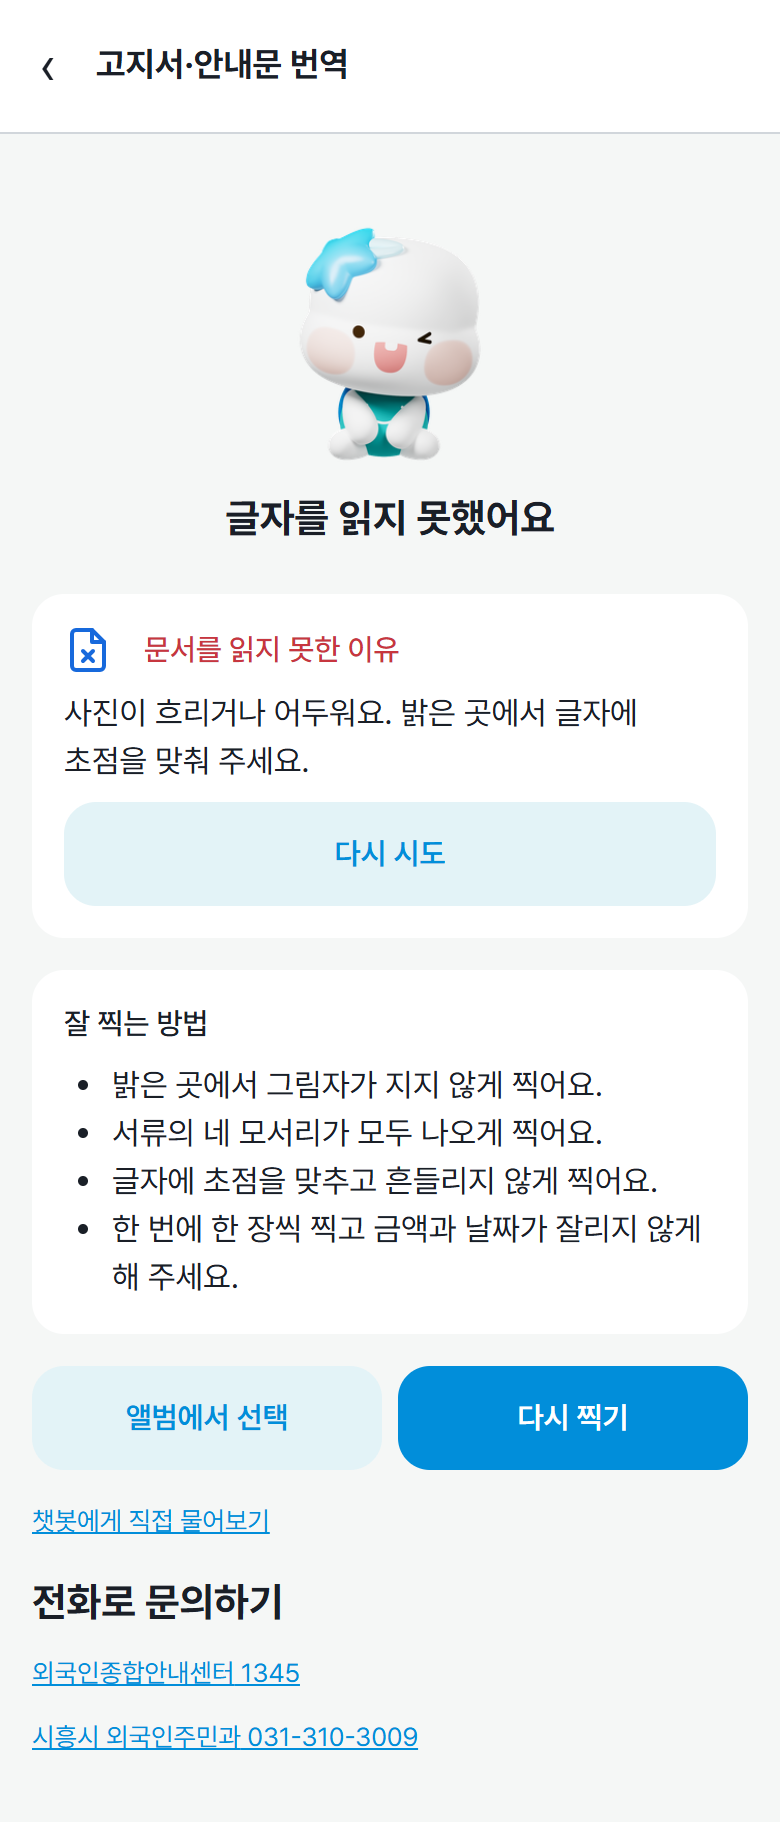 고지서·안내문 번역
글자를 읽지 못했어요
문서를 읽지 못한 이유
사진이 흐리거나 어두워요. 밝은 곳에서 글자에
초점을 맞춰 주세요.
다시 시도
잘 찍는 방법
• 밝은 곳에서 그림자가 지지 않게 찍어요.
• 서류의 네 모서리가 모두 나오게 찍어요.
• 글자에 초점을 맞추고 흔들리지 않게 찍어요.
• 한 번에 한 장씩 찍고 금액과 날짜가 잘리지 않게
해 주세요.
앨범에서 선택
다시 찍기
챗봇에게 직접 물어보기
전화로 문의하기
외국인종합안내센터 1345
시흥시 외국인주민과 031-310-3009